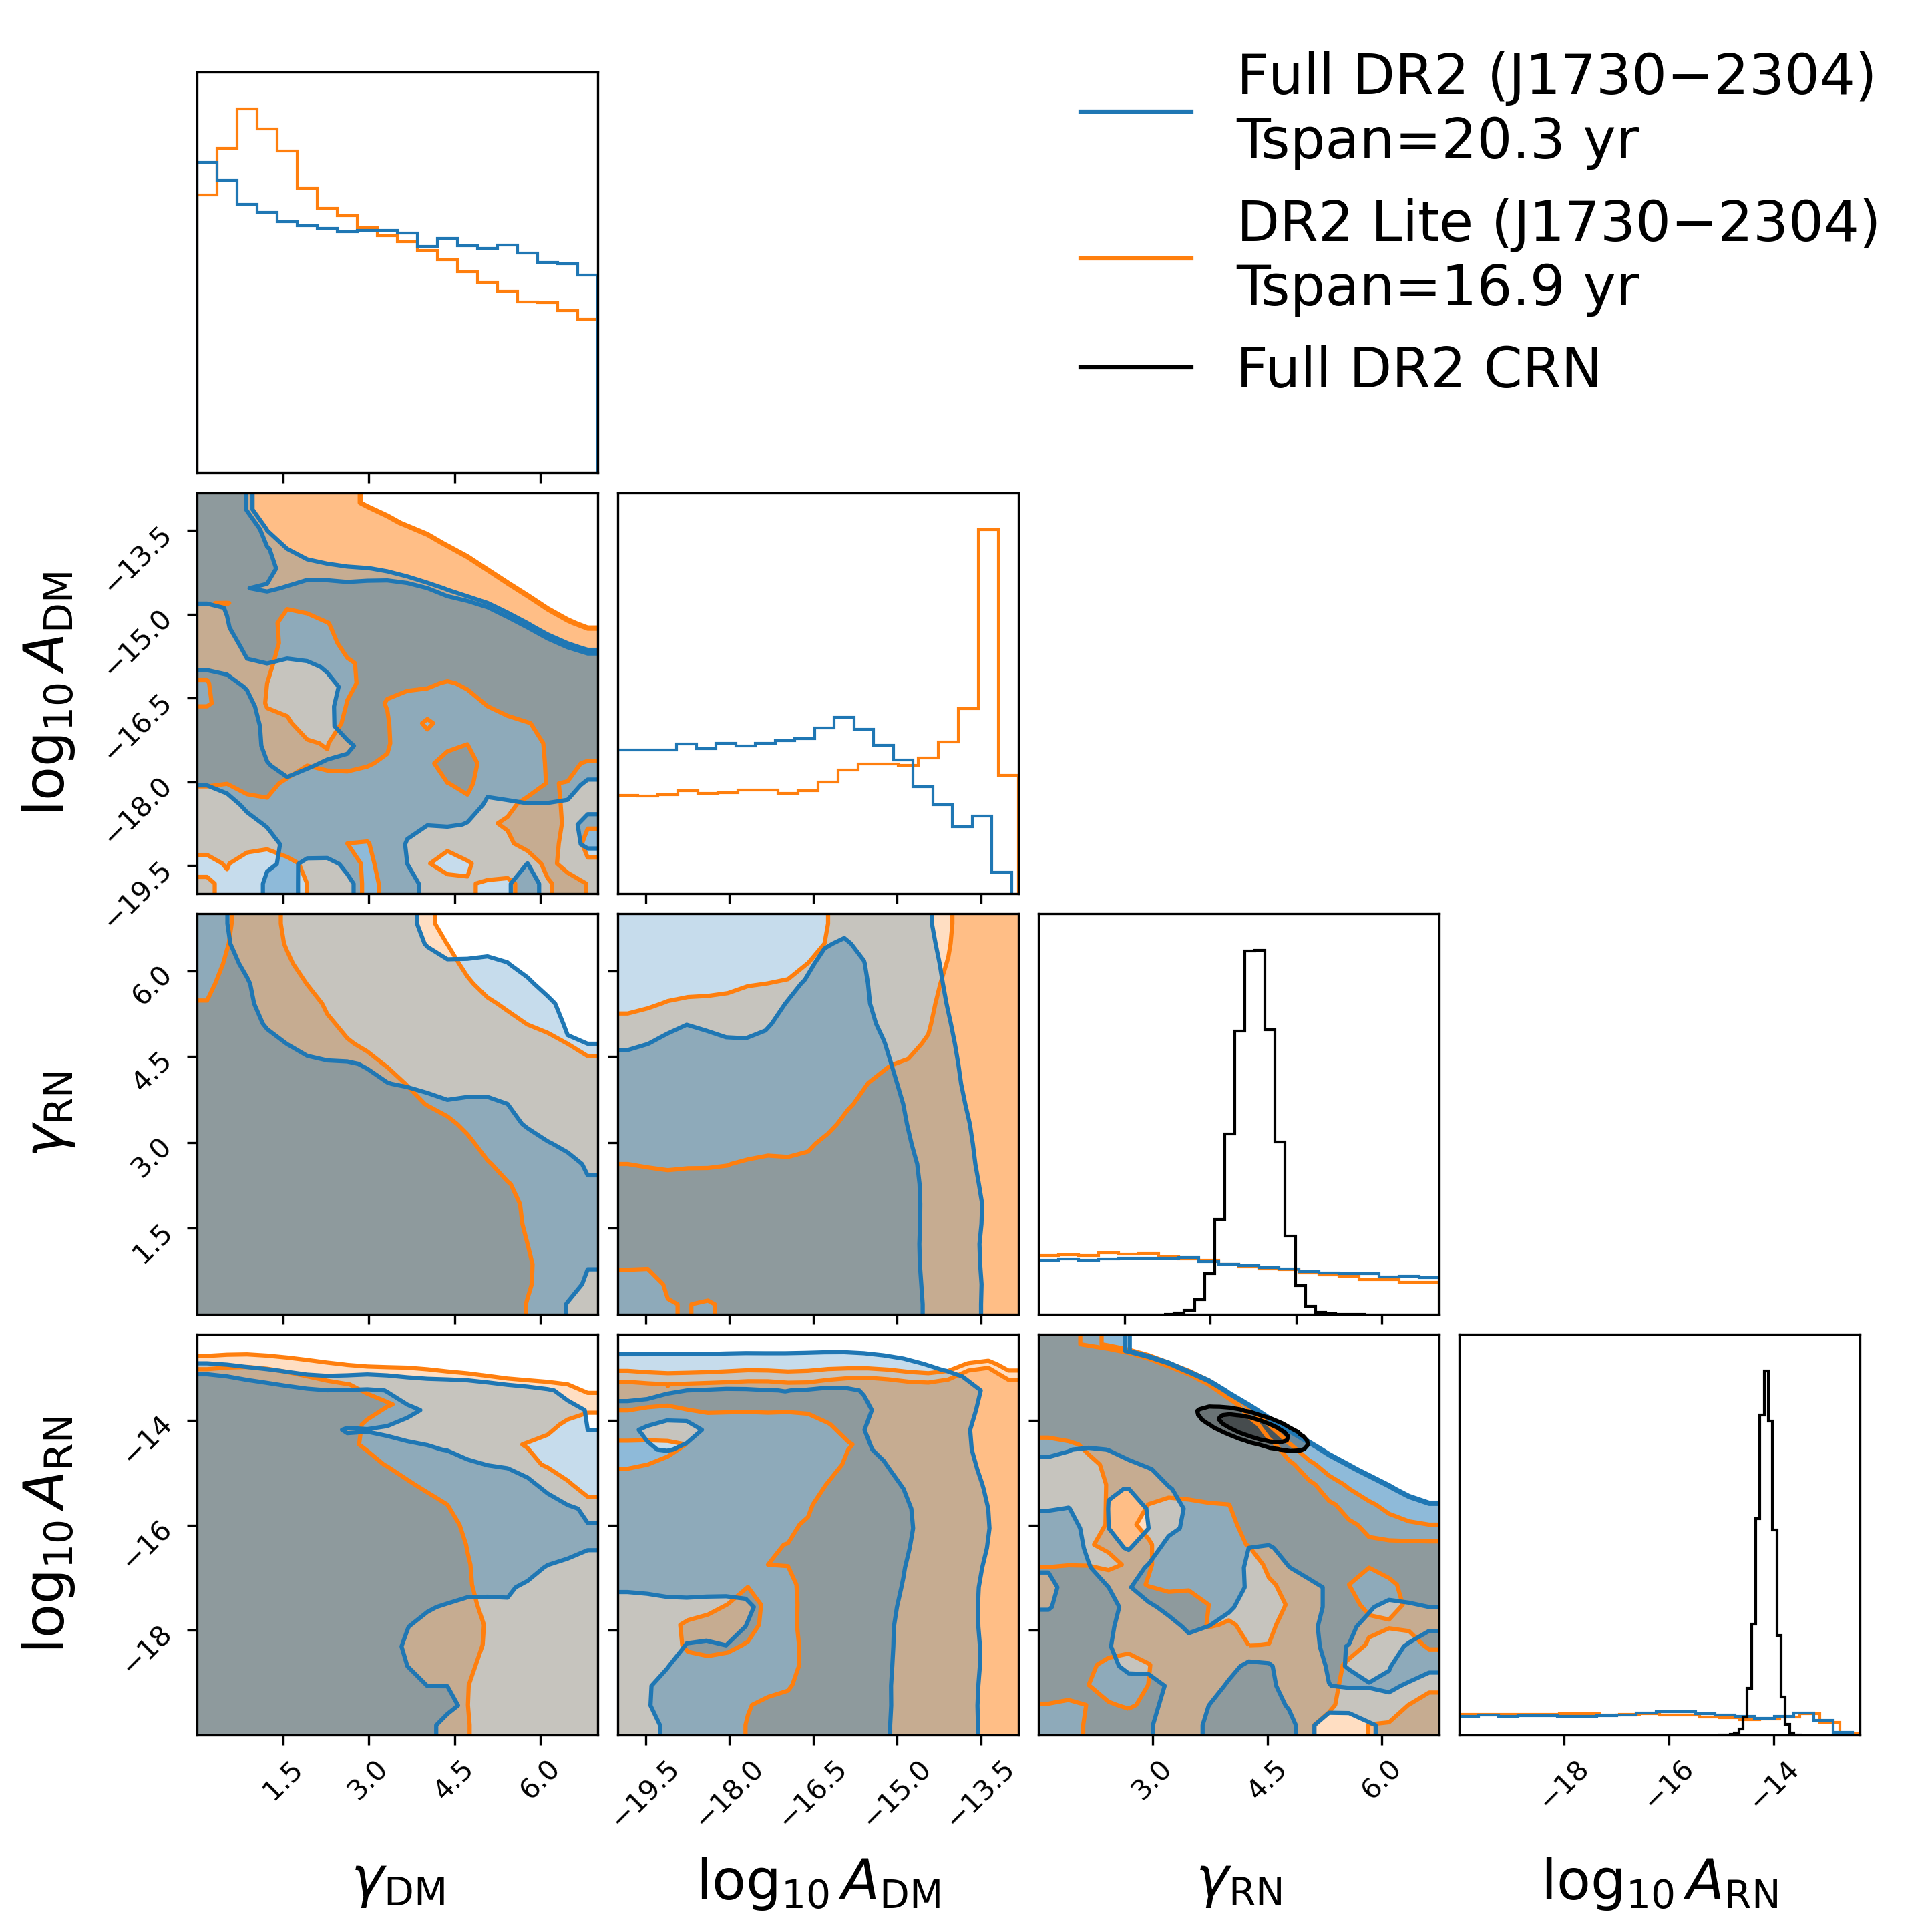 Full DR2 (J1730−2304)
Tspan=20.3 yr
DR2 Lite (J1730−2304)
Tspan=16.9 yr
Full DR2 CRN
log10 ADM
−13.5
−15.0
−16.5
−18.0
−19.5
γRN
6.0
4.5
3.0
1.5
log10 ARN
−14
−16
−18
1.5 3.0 4.5 6.0
−19.5 −18.0 −16.5 −15.0 −13.5
3.0 4.5 6.0
−18 −16 −14
γDM log10 ADM γRN log10 ARN